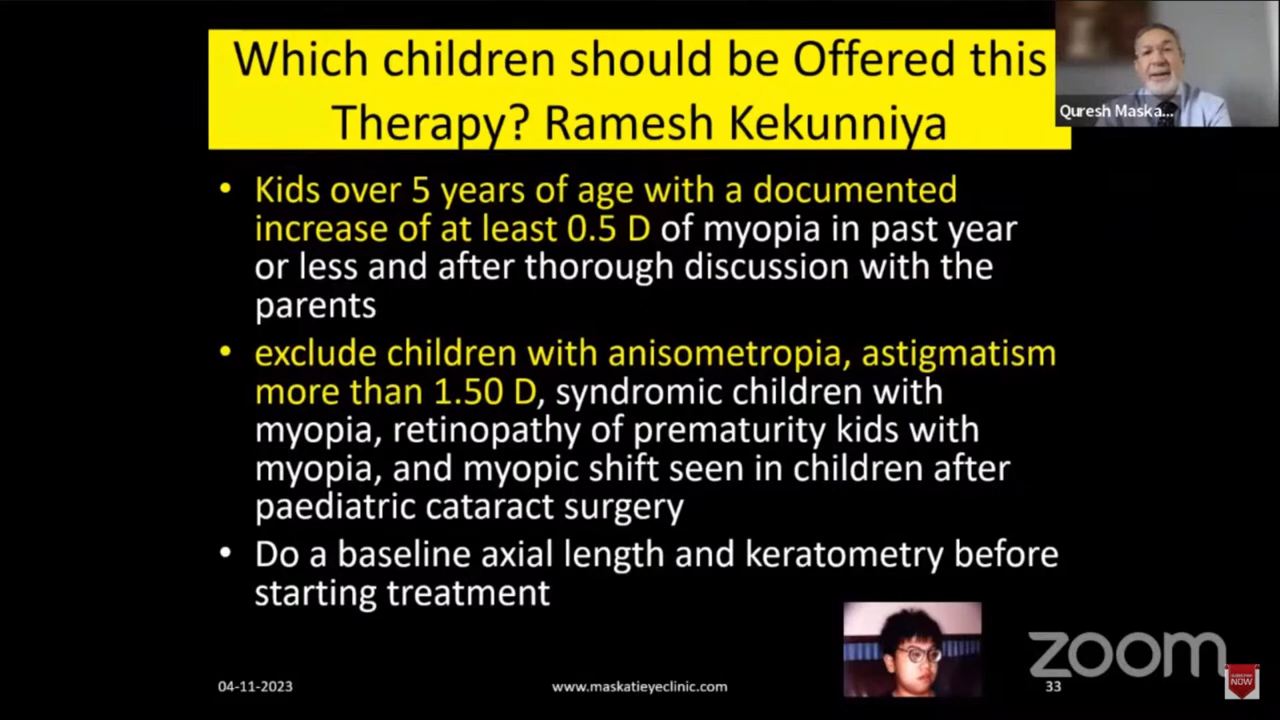 Which children should be Offered this
Therapy? Ramesh Kekunniya
Quresh Maska...
• Kids over 5 years of age with a documented
increase of at least 0.5 D of myopia in past year
or less and after thorough discussion with the
parents
• exclude children with anisometropia, astigmatism
more than 1.50 D, syndromic children with
myopia, retinopathy of prematurity kids with
myopia, and myopic shift seen in children after
paediatric cataract surgery
• Do a baseline axial length and keratometry before
starting treatment
zoom
SUBSCRIBE
NOW
04-11-2023
www.maskatieyeclinic.com
33